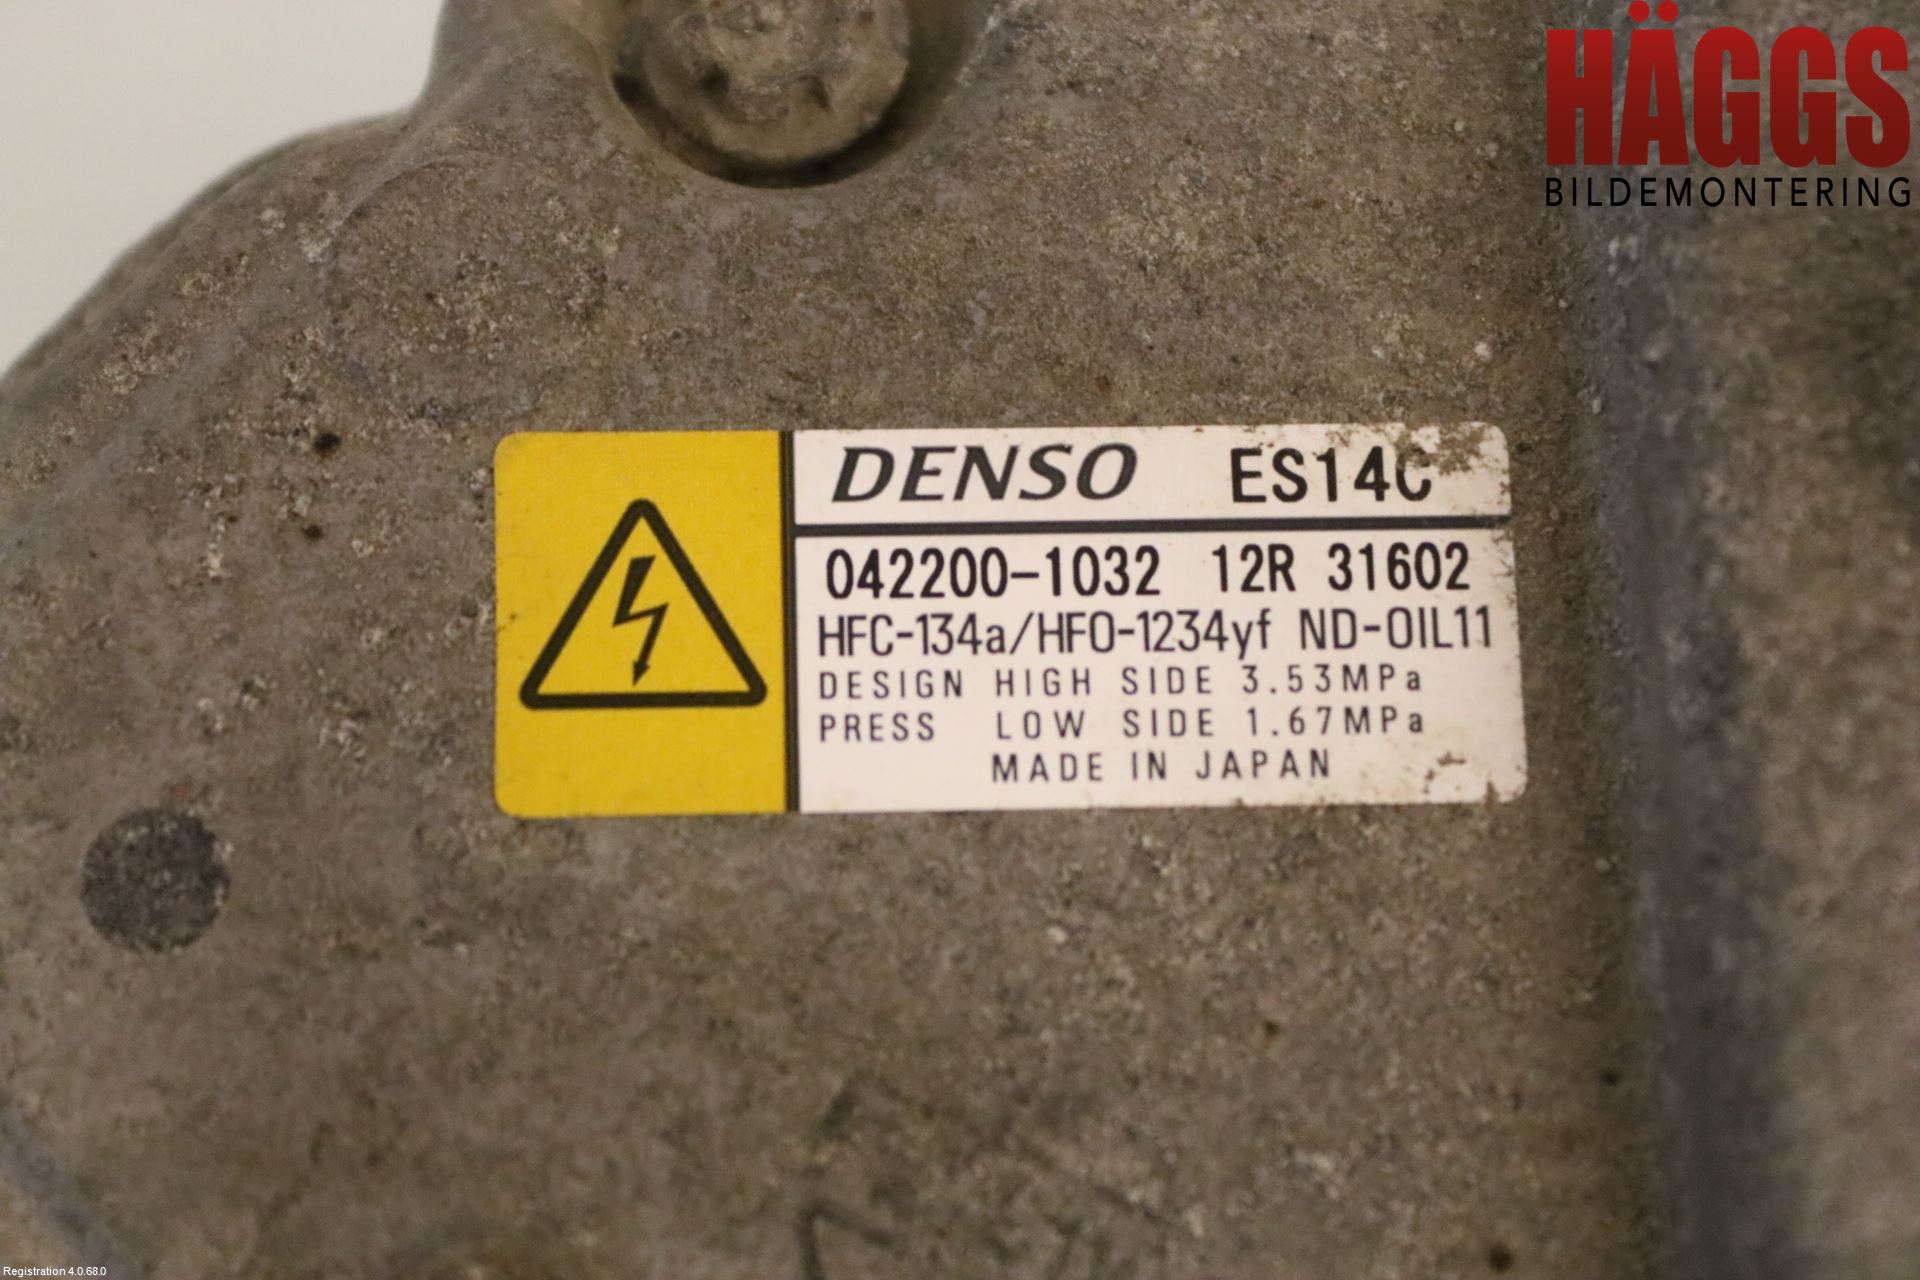 HÄGGS
BILDEMONTERING
DENSO ES14C
042200-1032 12R 31602
HFC-134a/HFO-1234yf ND-OIL11
DESIGN HIGH SIDE 3.53MPa
PRESS LOW SIDE 1.67MPa
MADE IN JAPAN
Registration 4.0.68.0